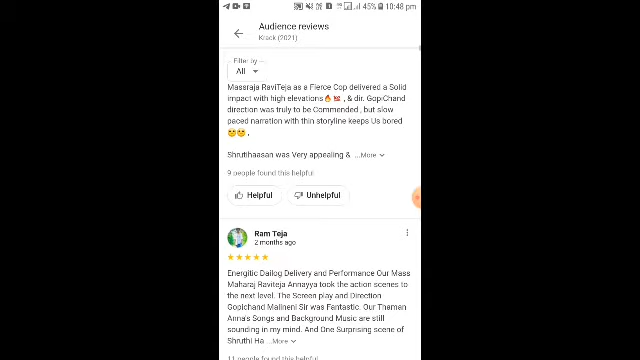 45% 10:48 pm
Audience reviews
Krack (2021)
Filter by
All
Massraja RaviTeja as a Fierce Cop delivered a Solid
impact with high elevations🔥💯 , & dir. GopiChand
direction was truly to be Commended , but slow
paced narration with thin storyline keeps Us bored
.
Shrutihaasan was Very appealing & ...More
9 people found this helpful
Helpful
Unhelpful
Ram Teja
2 months ago
Energitic Dailog Delivery and Performance Our Mass
Maharaj Raviteja Annayya took the action scenes to
the next level. The Screen play and Direction
Gopichand Malineni Sir was Fantastic. Our Thaman
Anna's Songs and Background Music are still
sounding in my mind. And One Surprising scene of
Shruthi Ha ...More
11 people found this helpful